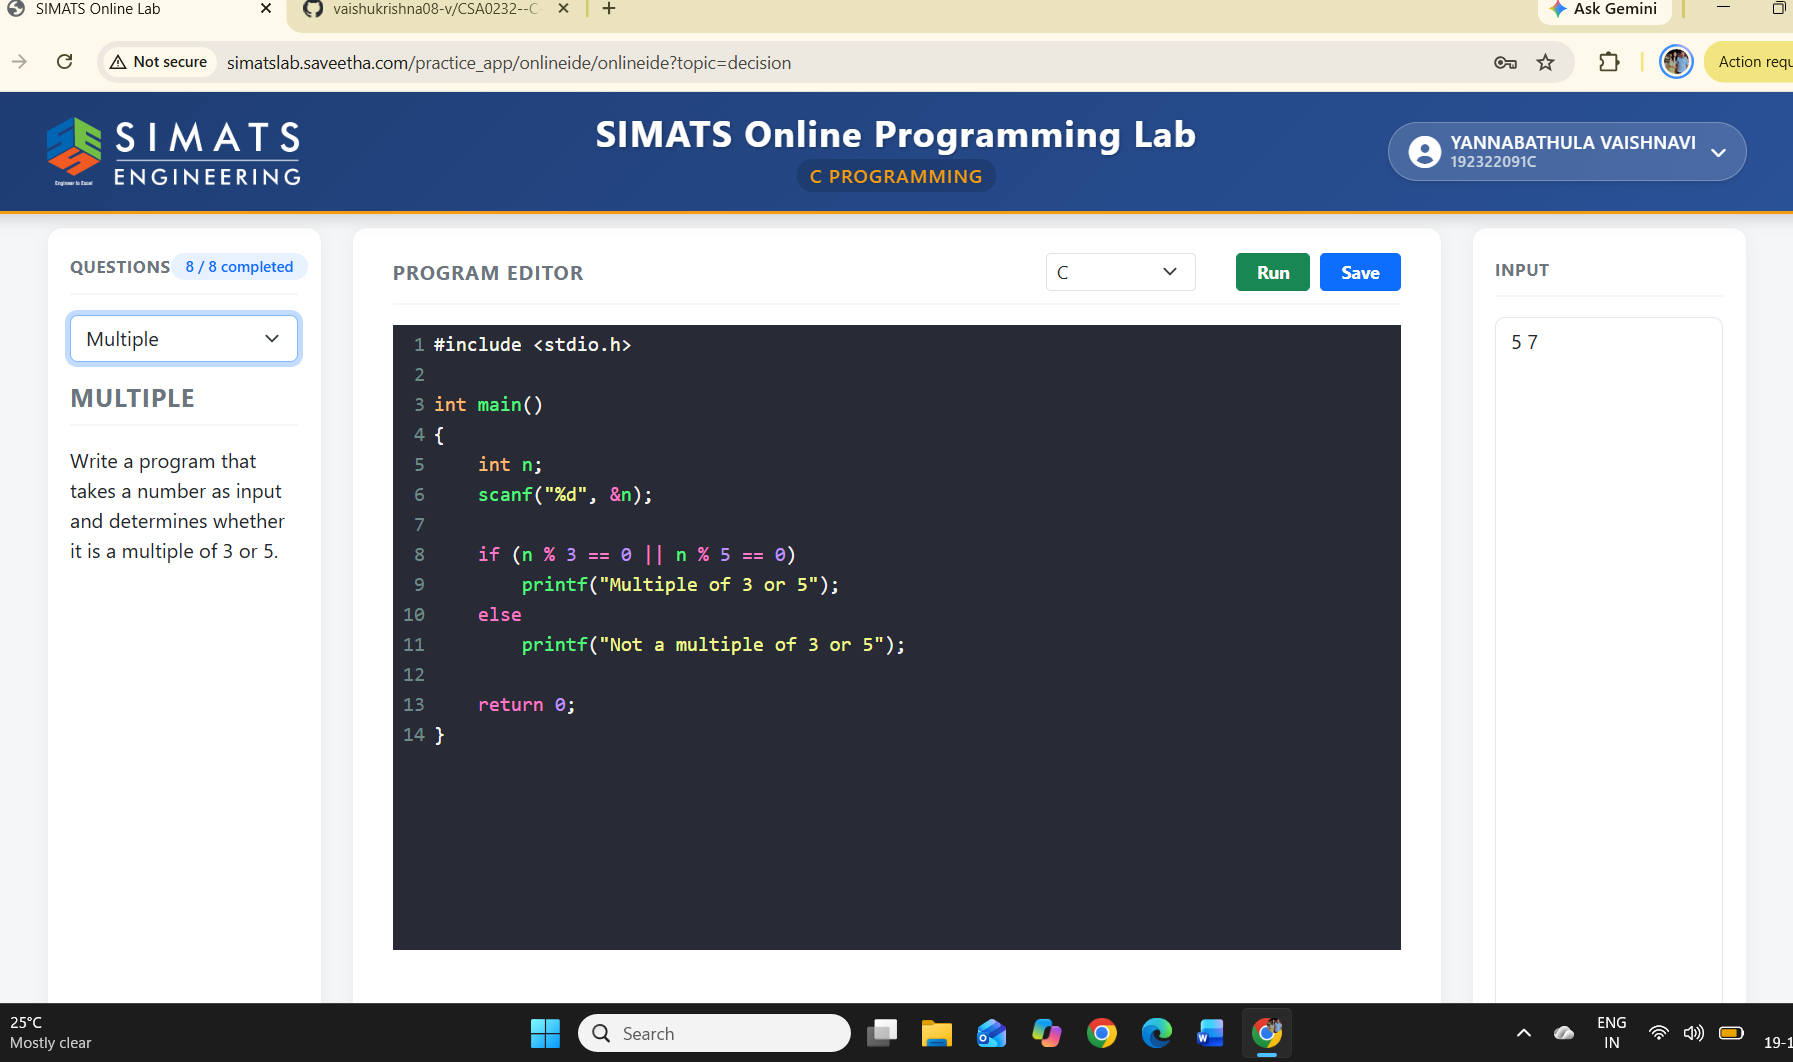 SIMATS Online Lab
vaishukrishna08-v/CSA0232--C-
Ask Gemini
Not secure
simatslab.saveetha.com/practice_app/onlineide/onlineide?topic=decision
Action requ
SIMATS
ENGINEERING
Engineer to Excel
SIMATS Online Programming Lab
C PROGRAMMING
YANNABATHULA VAISHNAVI
192322091C
QUESTIONS
8 / 8 completed
Multiple
MULTIPLE
Write a program that
takes a number as input
and determines whether
it is a multiple of 3 or 5.
PROGRAM EDITOR
C
Run
Save
1 #include <stdio.h>
2
3 int main()
4 {
5     int n;
6     scanf("%d", &n);
7
8     if (n % 3 == 0 || n % 5 == 0)
9         printf("Multiple of 3 or 5");
10     else
11         printf("Not a multiple of 3 or 5");
12
13     return 0;
14 }
INPUT
5 7
25°C
Mostly clear
Search
ENG
IN
19-1